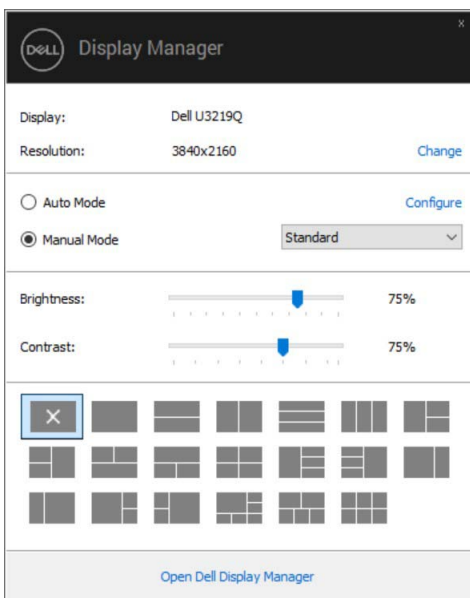 x
DELL Display Manager
Display: Dell U3219Q
Resolution: 3840x2160 Change
Auto Mode Configure
Manual Mode Standard
Brightness: 75%
Contrast: 75%
Open Dell Display Manager